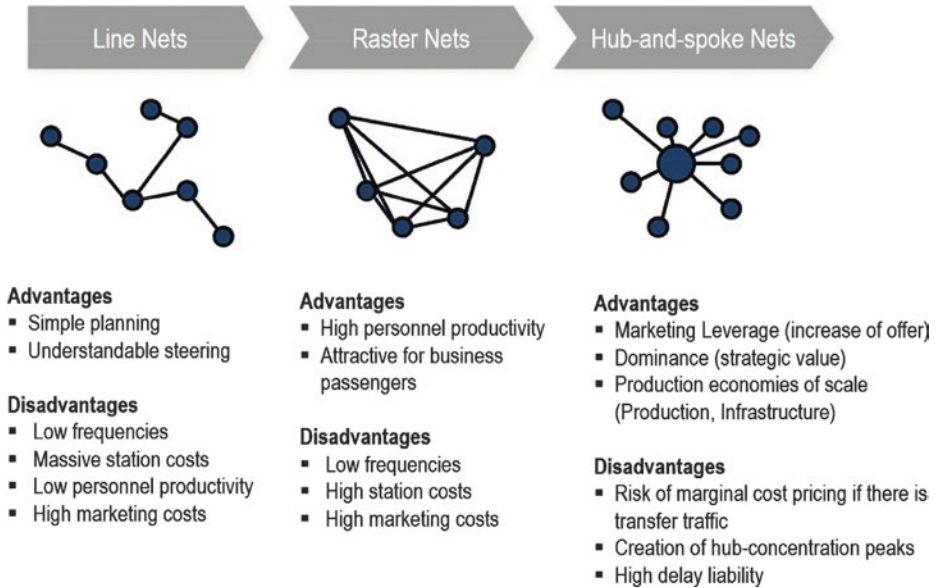 Line Nets
Raster Nets
Hub-and-spoke Nets
Advantages
▪ Simple planning
▪ Understandable steering
Disadvantages
▪ Low frequencies
▪ Massive station costs
▪ Low personnel productivity
▪ High marketing costs
Advantages
▪ High personnel productivity
▪ Attractive for business
passengers
Disadvantages
▪ Low frequencies
▪ High station costs
▪ High marketing costs
Advantages
▪ Marketing Leverage (increase of offer)
▪ Dominance (strategic value)
▪ Production economies of scale
(Production, Infrastructure)
Disadvantages
▪ Risk of marginal cost pricing if there is
transfer traffic
▪ Creation of hub-concentration peaks
▪ High delay liability